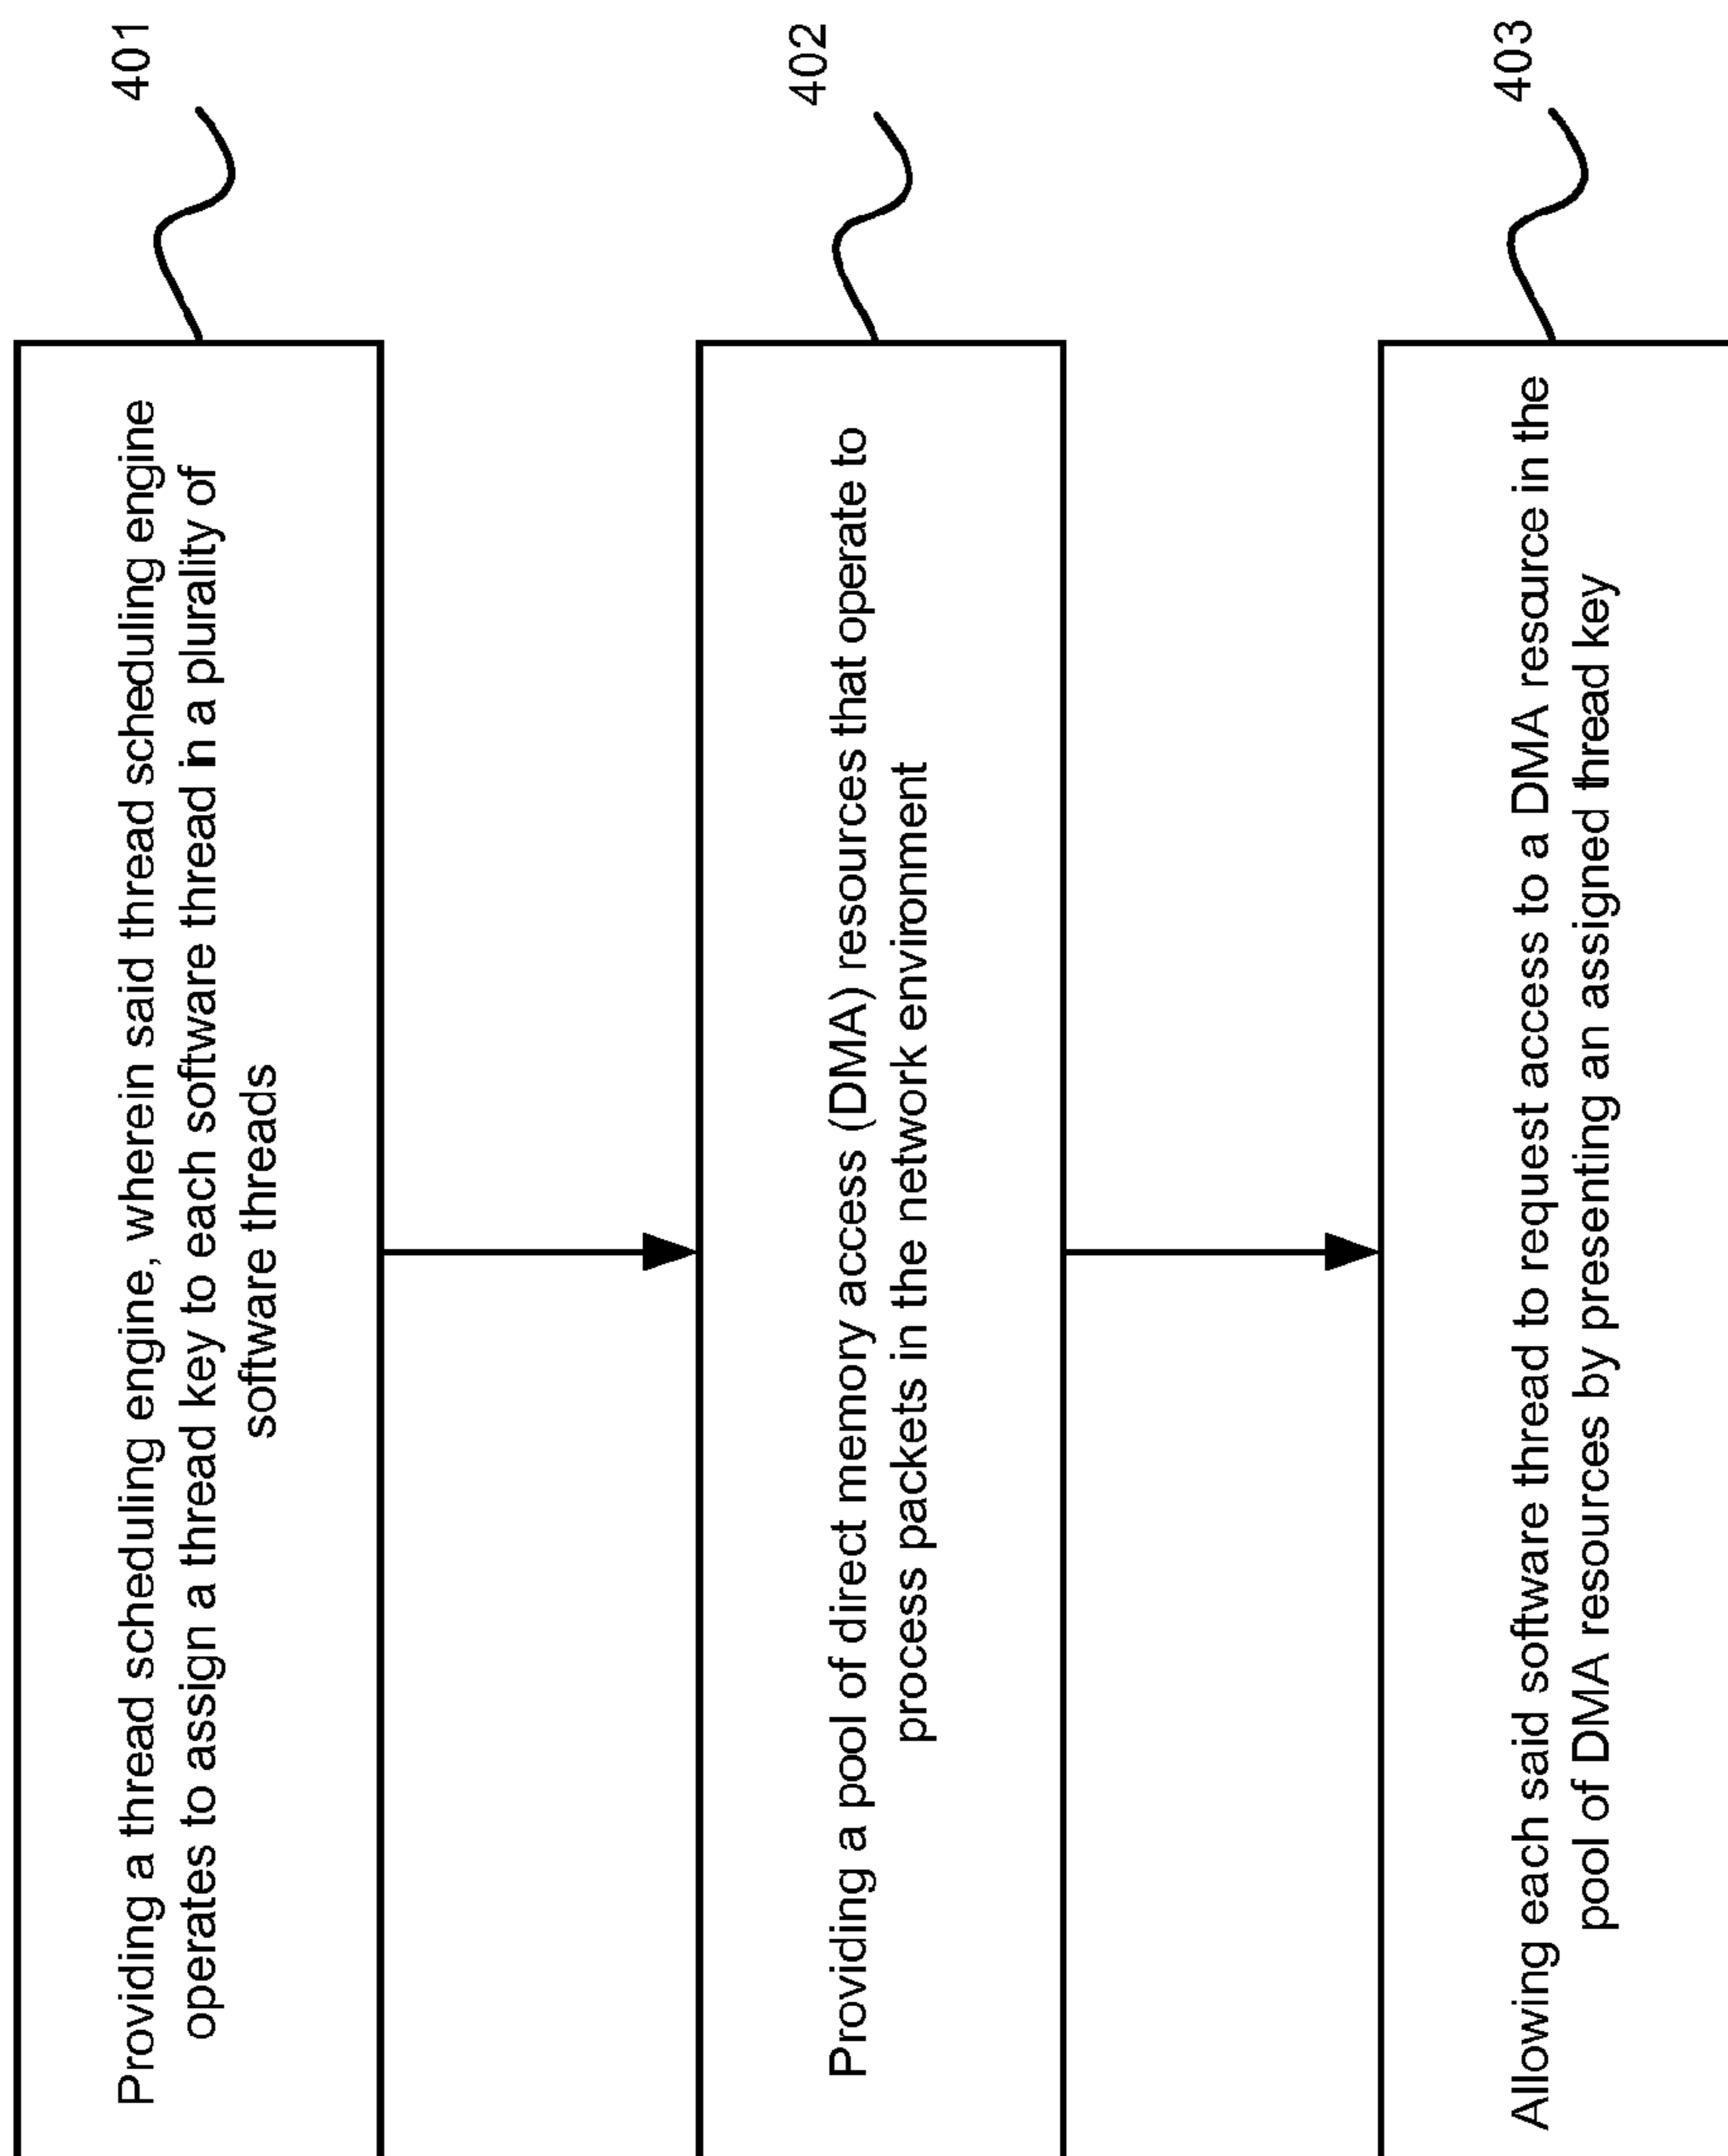 401
Providing a thread scheduling engine, wherein said thread scheduling engine
operates to assign a thread key to each software thread in a plurality of
software threads
402
Providing a pool of direct memory access (DMA) resources that operate to
process packets in the network environment
403
Allowing each said software thread to request access to a DMA resource in the
pool of DMA resources by presenting an assigned thread key